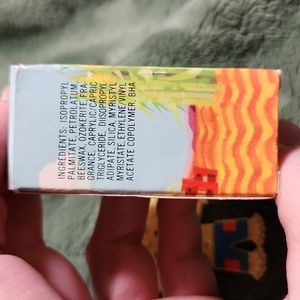 INGREDIENTS: ISOPROPYL
PALMITATE, PETROLATUM,
BEESWAX, OZOKERITE, FRA-
GRANCE, CAPRYLIC/CAPRIC
TRIGLYCERIDE, DIISOPROPYL
ADIPATE, SILICA, MYRISTYL
MYRISTATE, ETHYLENE/VINYL
ACETATE COPOLYMER, BHA